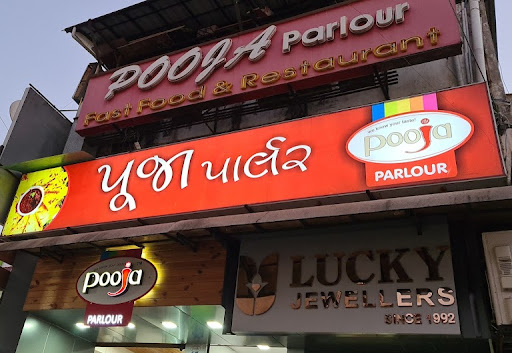 POOJA Parlour
Fast Food & Restaurant
પૂજા પાર્લર
we know your taste!
pooja
PARLOUR
pooja
PARLOUR
LUCKY
JEWELLERS
SINCE 1992